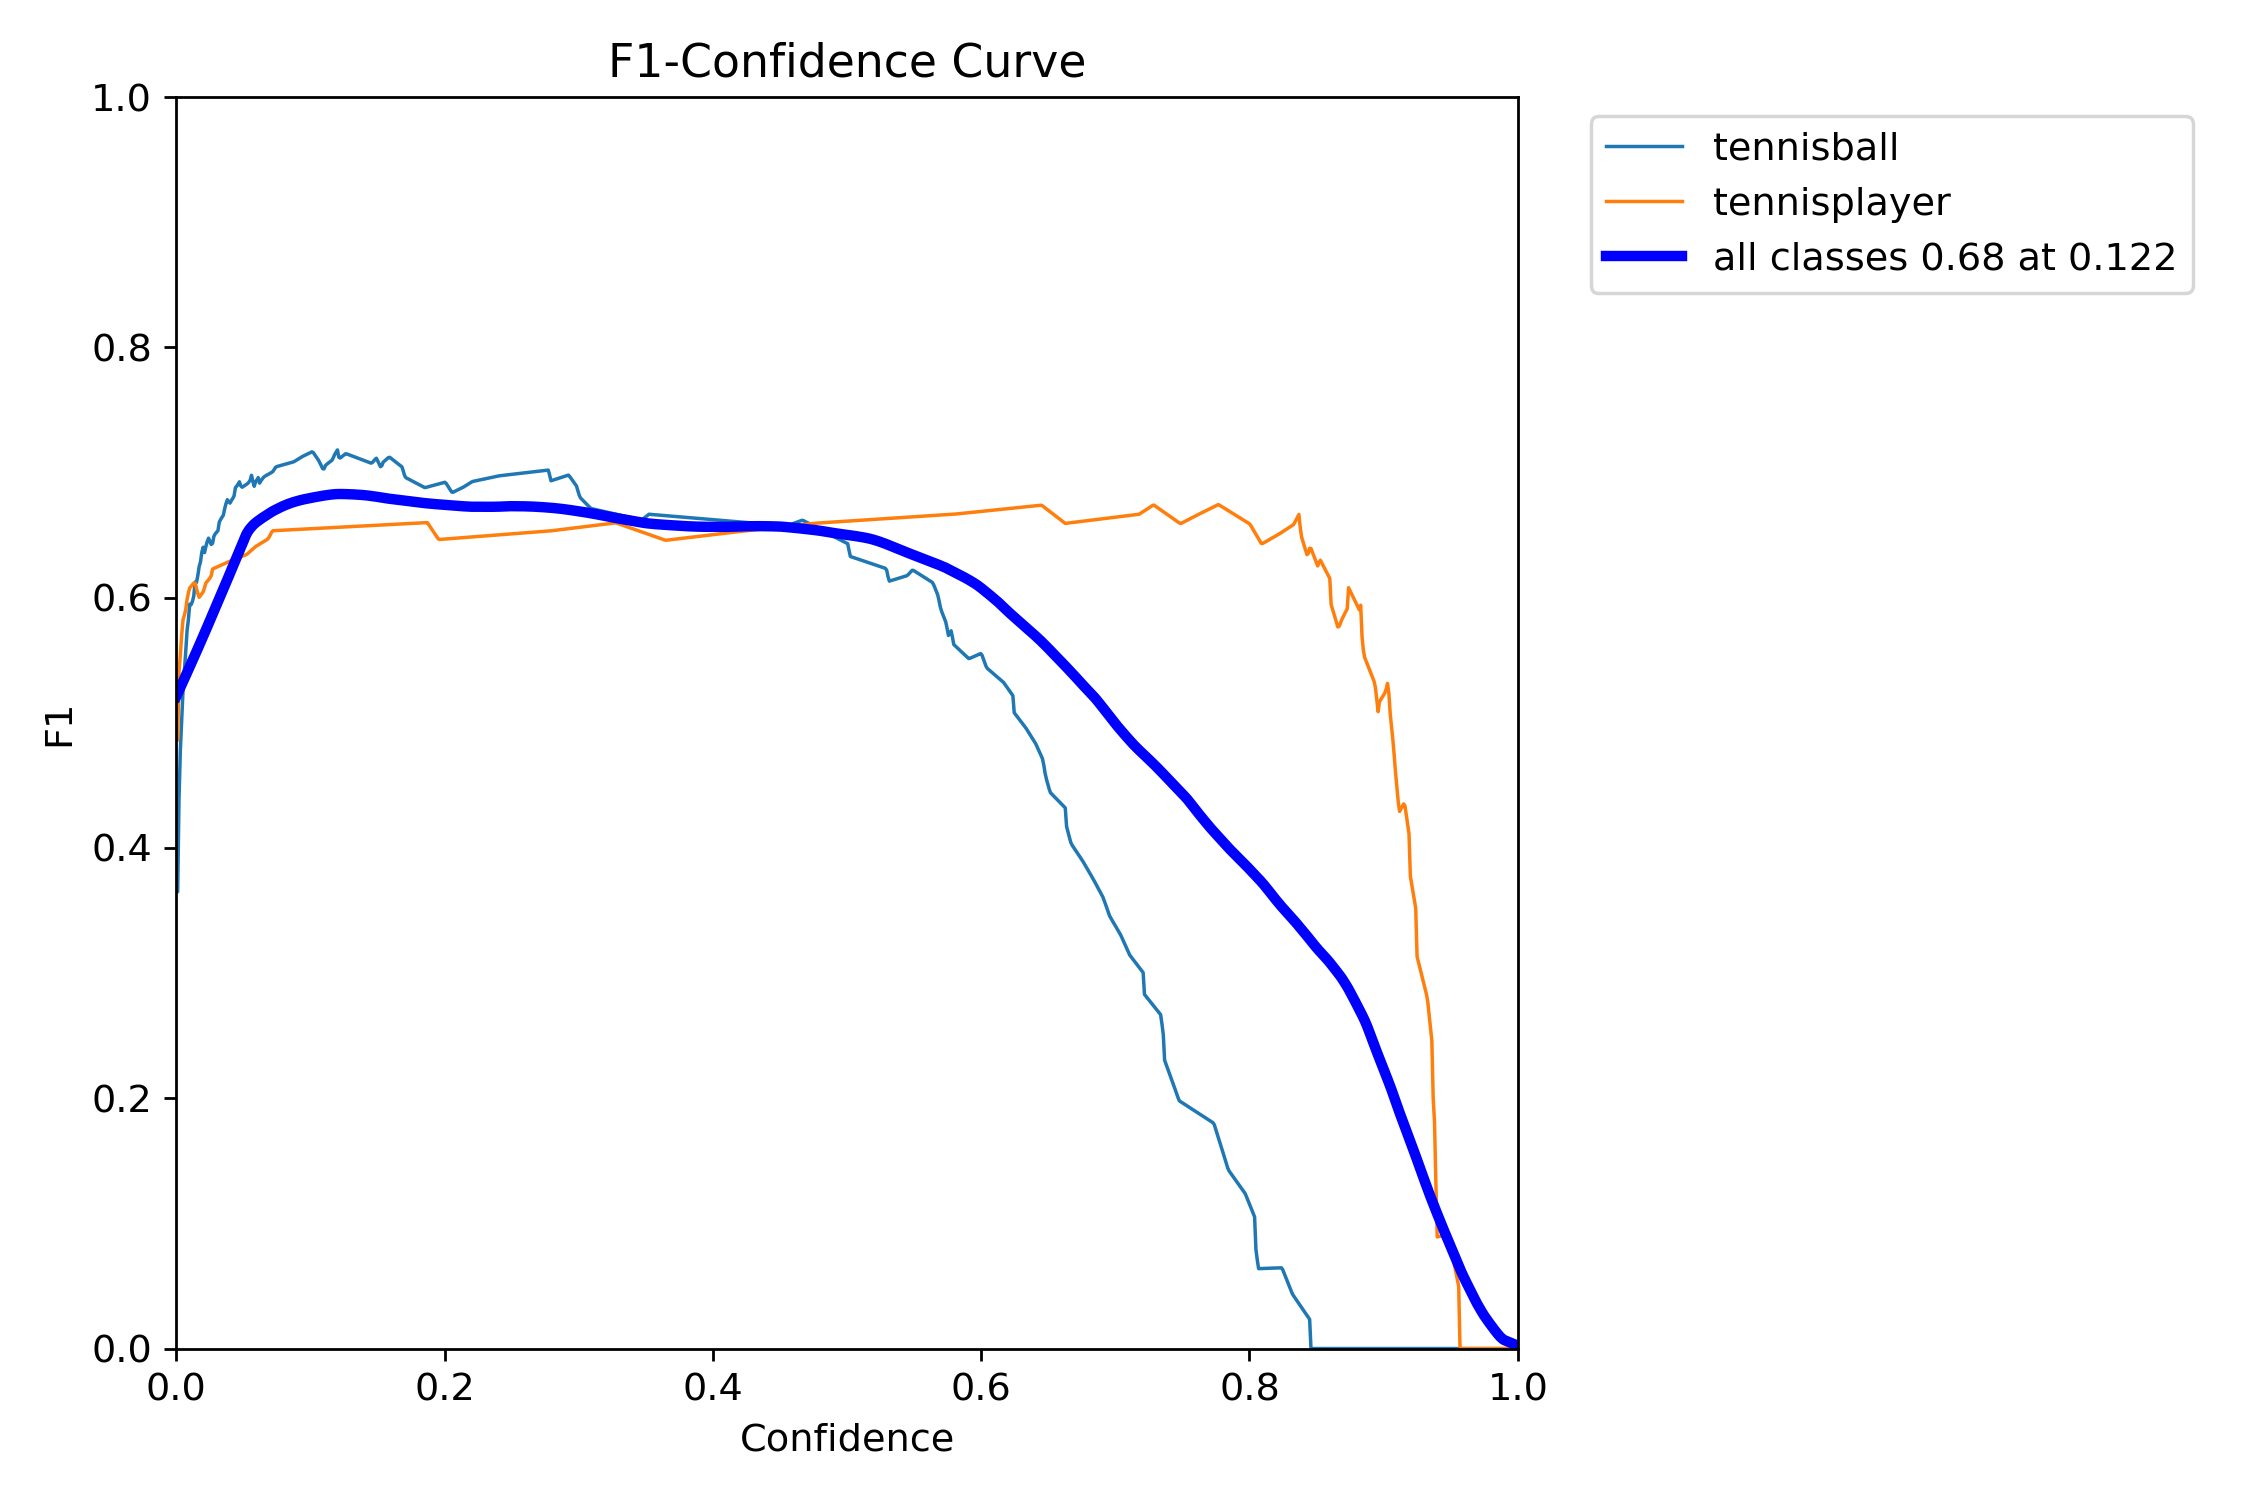 F1-Confidence Curve
1.0
0.8
0.6
0.4
0.2
0.0
F1
0.0 0.2 0.4 0.6 0.8 1.0
Confidence
tennisball
tennisplayer
all classes 0.68 at 0.122